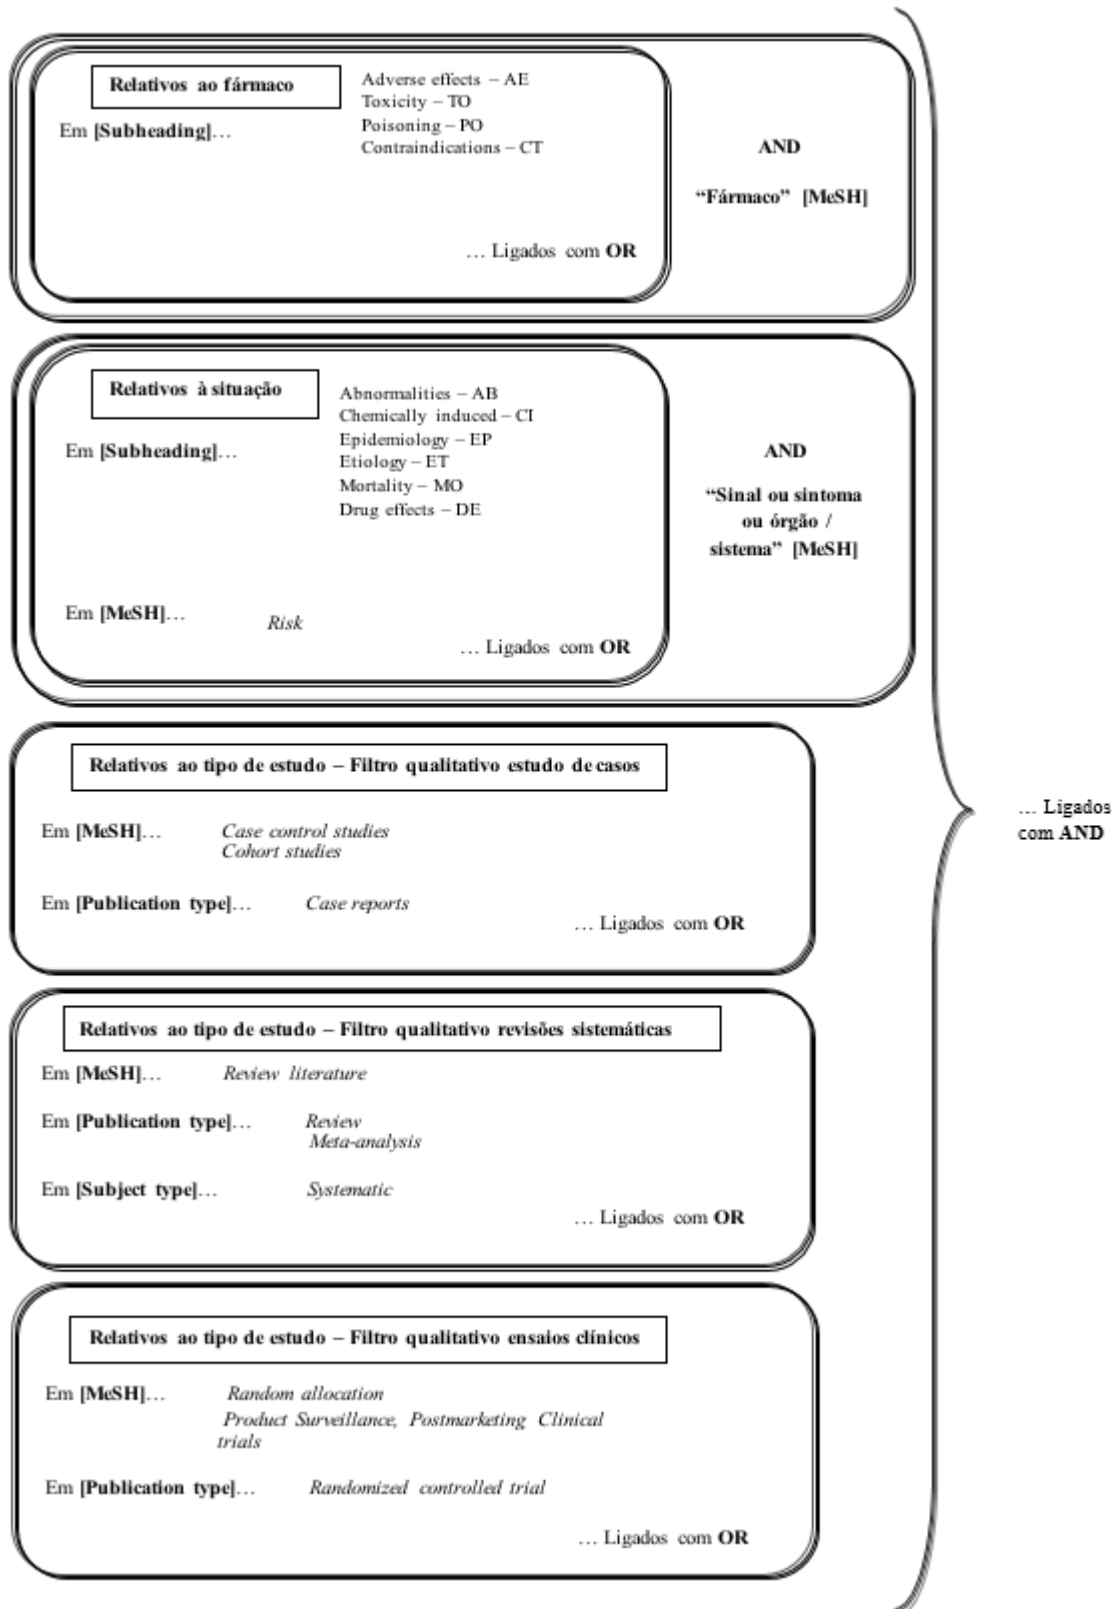 Relativos ao fármaco
Adverse effects – AE
Toxicity – TO
Em [Subheading]…
Poisoning – PO
Contraindications – CT
AND
“Fármaco” [MeSH]
… Ligados com OR
Relativos à situação
Abnormalities – AB
Chemically induced – CI
Epidemiology – EP
Em [Subheading]…
Etiology – ET
Mortality – MO
Drug effects – DE
AND
“Sinal ou sintoma
ou órgão /
sistema” [MeSH]
Em [MeSH]…
Risk
… Ligados com OR
Relativos ao tipo de estudo – Filtro qualitativo estudo de casos
Em [MeSH]… Case control studies
Cohort studies
Em [Publication type]… Case reports
… Ligados com OR
… Ligados
com AND
Relativos ao tipo de estudo – Filtro qualitativo revisões sistemáticas
Em [MeSH]… Review literature
Em [Publication type]… Review
Meta-analysis
Em [Subject type]… Systematic
… Ligados com OR
Relativos ao tipo de estudo – Filtro qualitativo ensaios clínicos
Em [MeSH]… Random allocation
Product Surveillance, Postmarketing Clinical
trials
Em [Publication type]… Randomized controlled trial
… Ligados com OR